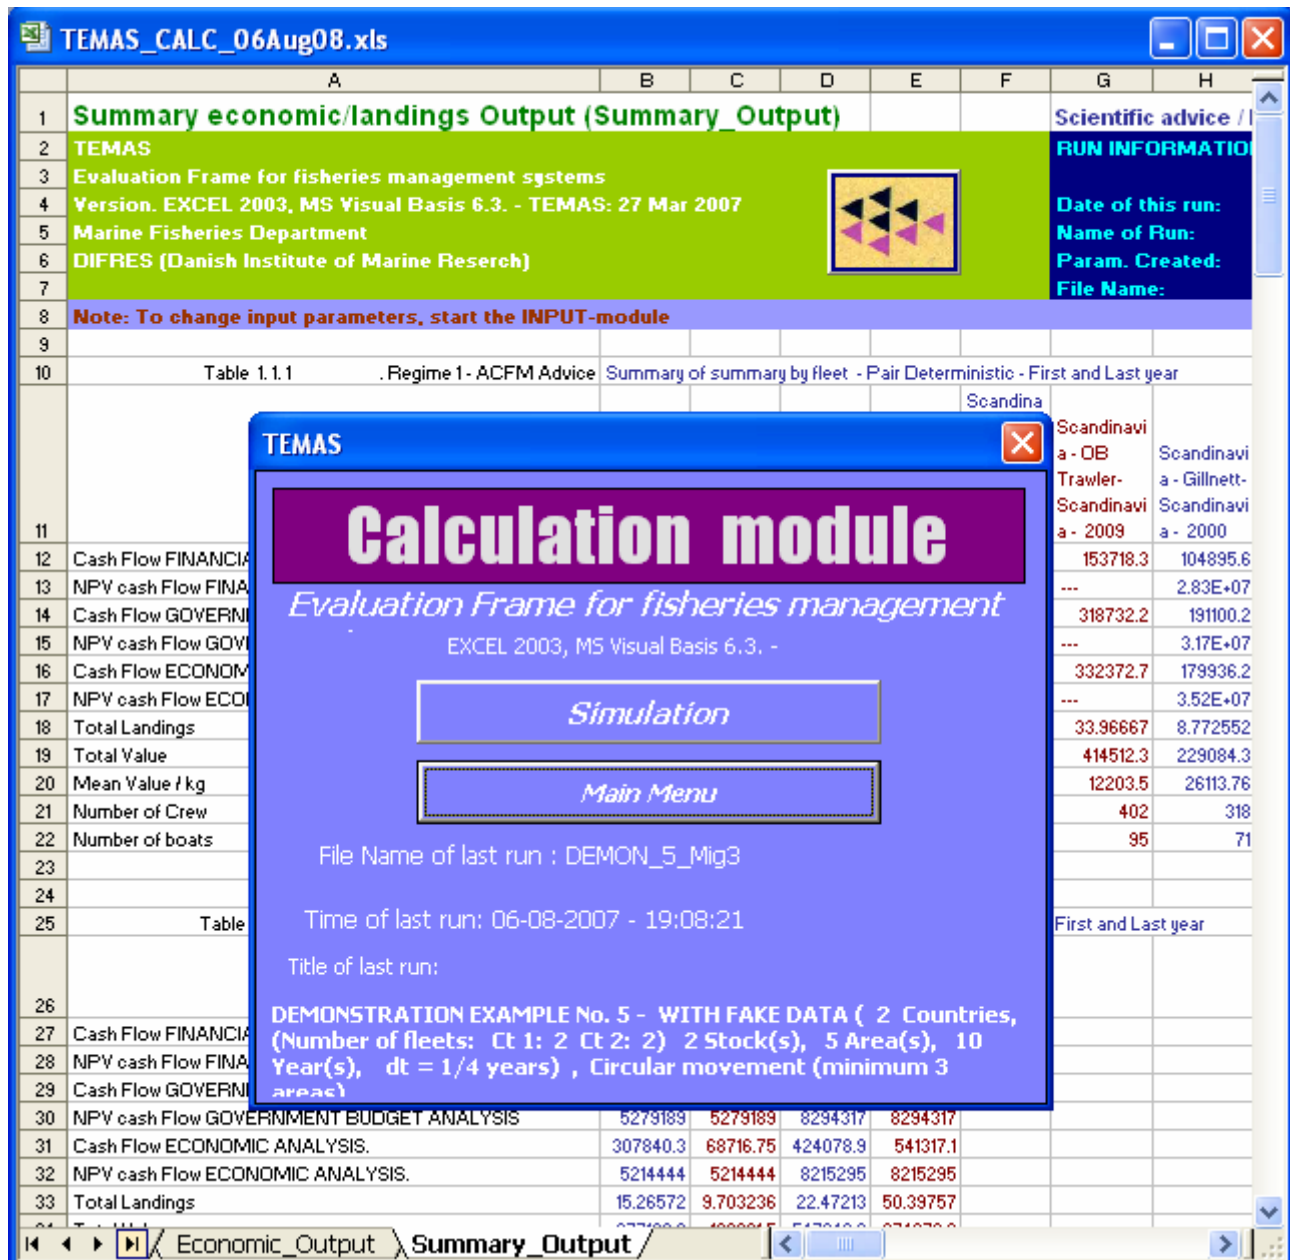 TEMAS_CALC_06Aug08.xls
A B C D E F G H
1 Summary economic/landings Output (Summary_Output) Scientific advice /
2 TEMAS RUN INFORMATIO
3 Evaluation Frame for fisheries management systems
4 Version. EXCEL 2003, MS Visual Basis 6.3. - TEMAS: 27 Mar 2007 Date of this run:
5 Marine Fisheries Department Name of Run:
6 DIFRES (Danish Institute of Marine Reserch) Param. Created:
7 File Name:
8 Note: To change input parameters, start the INPUT-module
9
10 Table 1.1.1 . Regime 1 - ACFM Advice Summary of summary by fleet - Pair Deterministic - First and Last year
Scandina
Scandinavi
a - OB Scandinavi
Trawler- a - Gillnett-
Scandinavi Scandinavi
11 a - 2009 a - 2000
12 Cash Flow FINANCIA 153718.3 104895.6
13 NPV cash Flow FINA --- 2.83E+07
14 Cash Flow GOVERNI 318732.2 191100.2
15 NPV cash Flow GOVI --- 3.17E+07
16 Cash Flow ECONOM 332372.7 179936.2
17 NPV cash Flow ECOI --- 3.52E+07
18 Total Landings 33.96667 8.772552
19 Total Value 414512.3 229084.3
20 Mean Value / kg 12203.5 26113.76
21 Number of Crew 402 318
22 Number of boats 95 71
23
24
25 Table First and Last year
26
27 Cash Flow FINANCIA
28 NPV cash Flow FINA
29 Cash Flow GOVERNI
30 NPV cash Flow GOVERNMENT BUDGET ANALYSIS 5279189 5279189 8294317 8294317
31 Cash Flow ECONOMIC ANALYSIS. 307840.3 68716.75 424078.9 541317.1
32 NPV cash Flow ECONOMIC ANALYSIS. 5214444 5214444 8215295 8215295
33 Total Landings 15.26572 9.703236 22.47213 50.39757
Economic_Output Summary_Output
TEMAS
Calculation module
Evaluation Frame for fisheries management
EXCEL 2003, MS Visual Basis 6.3. -
Simulation
Main Menu
File Name of last run : DEMON_5_Mig3
Time of last run: 06-08-2007 - 19:08:21
Title of last run:
DEMONSTRATION EXAMPLE No. 5 - WITH FAKE DATA ( 2 Countries,
(Number of fleets: Ct 1: 2 Ct 2: 2) 2 Stock(s), 5 Area(s), 10
Year(s), dt = 1/4 years) , Circular movement (minimum 3
areas)